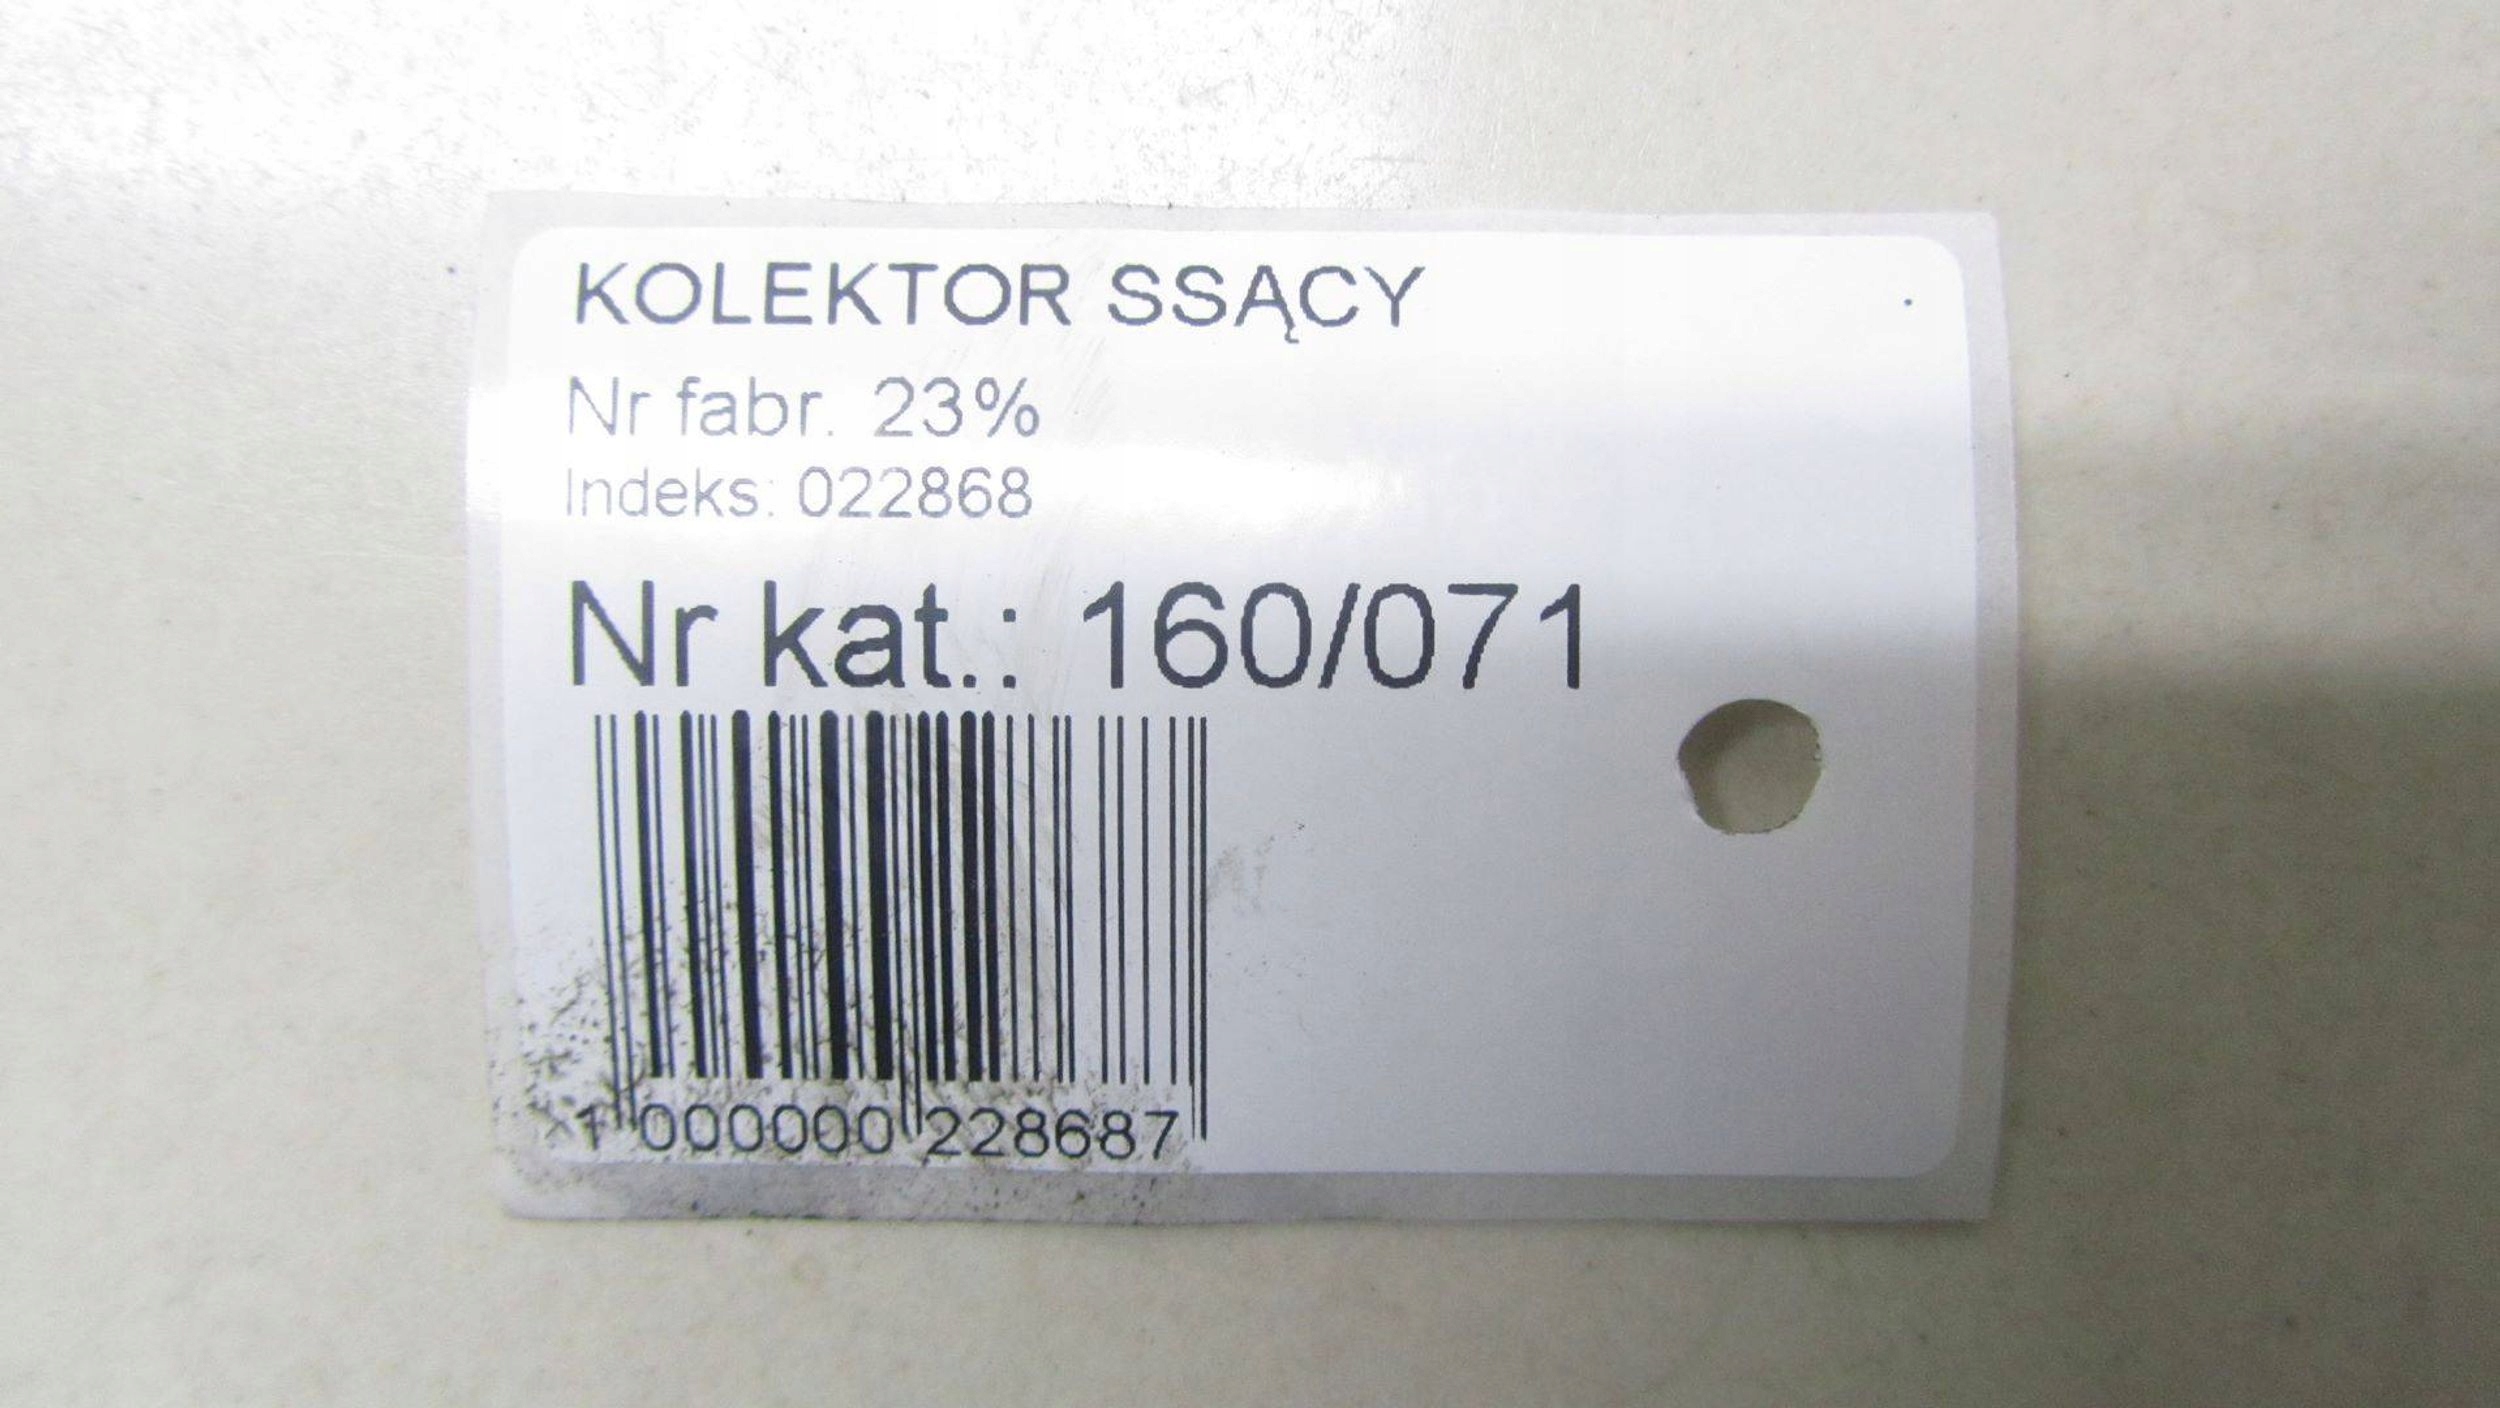 KOLEKTOR SSĄCY
Nr fabr. 23%
Indeks: 022868
Nr kat.: 160/071
1 000000 228687